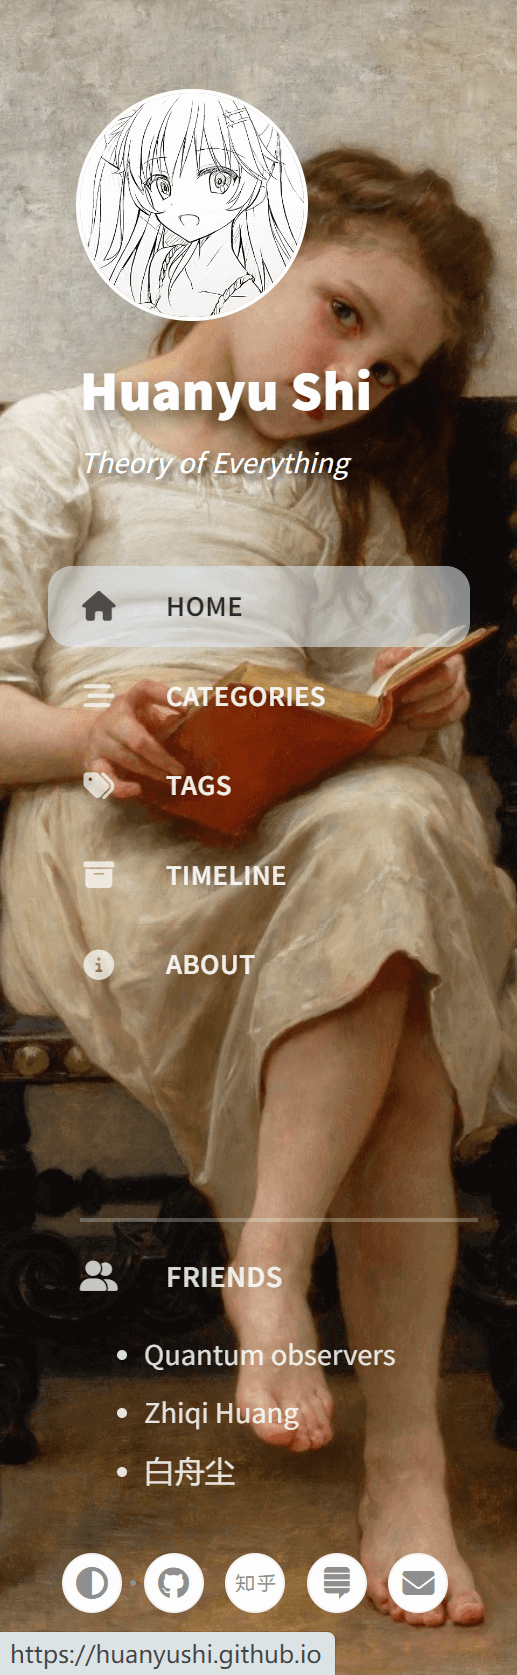 Huanyu Shi
Theory of Everything
HOME
CATEGORIES
TAGS
TIMELINE
ABOUT
FRIENDS
Quantum observers
Zhiqi Huang
白舟尘
知乎
https://huanyushi.github.io